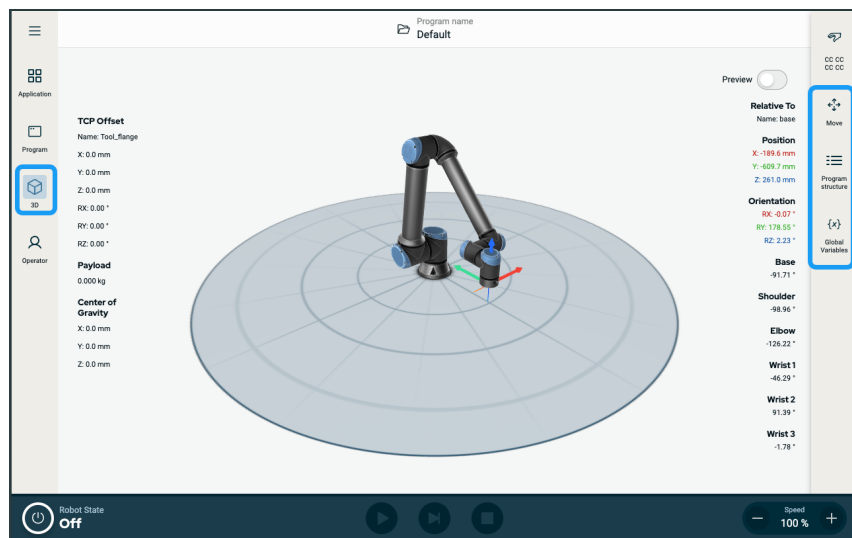 Program name
Default
Application
Program
3D
Operator
TCP Offset
Name: Tool_flange
X: 0.0 mm
Y: 0.0 mm
Z: 0.0 mm
RX: 0.00 °
RY: 0.00 °
RZ: 0.00 °
Payload
0.000 kg
Center of
Gravity
X: 0.0 mm
Y: 0.0 mm
Z: 0.0 mm
Preview
Relative To
Name: base
Position
X: -189.6 mm
Y: -609.7 mm
Z: 261.0 mm
Orientation
RX: -0.07 °
RY: 178.55 °
RZ: 2.23 °
Base
-91.71 °
Shoulder
-98.96 °
Elbow
-126.22 °
Wrist 1
-46.29 °
Wrist 2
91.39 °
Wrist 3
-1.78 °
CC CC
CC CC
Move
Program
structure
{x}
Global
Variables
Robot State
Off
Speed
100 %